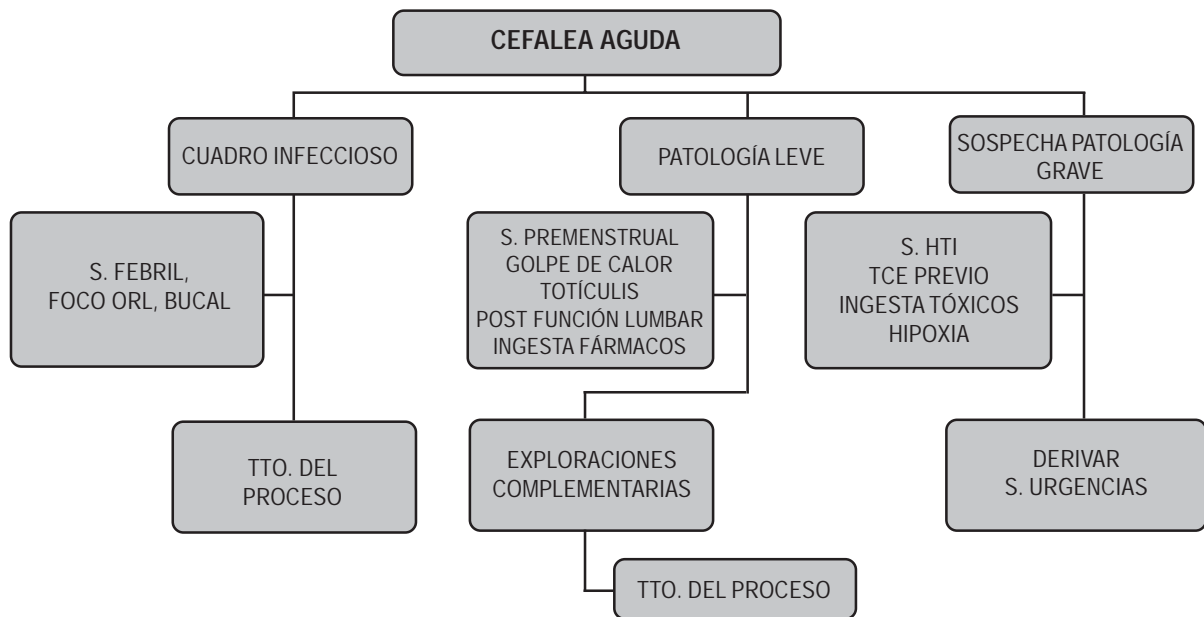 CEFALEA AGUDA
CUADRO INFECCIOSO
PATOLOGÍA LEVE
SOSPECHA PATOLOGÍA
GRAVE
S. FEBRIL,
FOCO ORL, BUCAL
S. PREMENSTRUAL
GOLPE DE CALOR
TOTÍCULIS
POST FUNCIÓN LUMBAR
INGESTA FÁRMACOS
S. HTI
TCE PREVIO
INGESTA TÓXICOS
HIPOXIA
TTO. DEL
PROCESO
EXPLORACIONES
COMPLEMENTARIAS
DERIVAR
S. URGENCIAS
TTO. DEL PROCESO